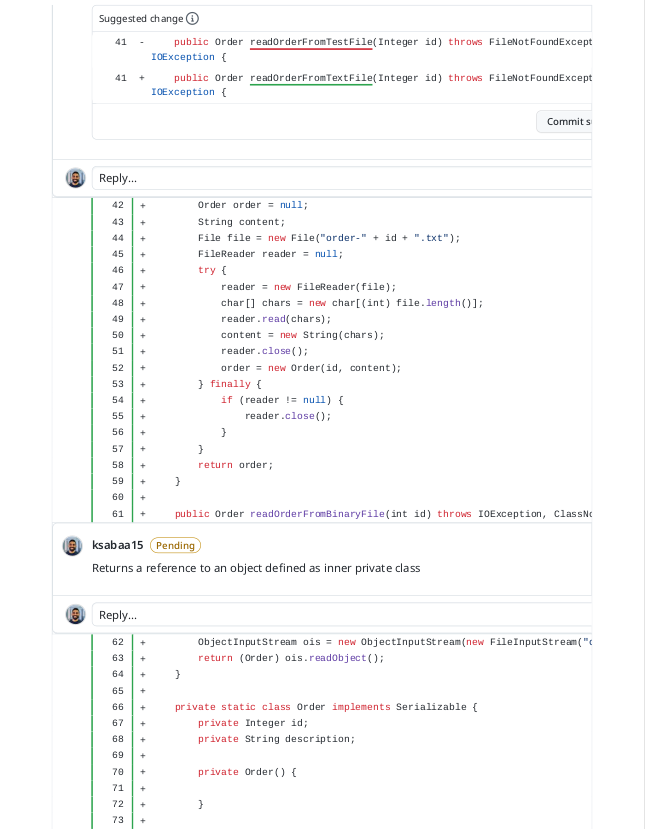 Suggested change
41 - public Order readOrderFromTestFile(Integer id) throws FileNotFoundExcept
IOException {
41 + public Order readOrderFromTextFile(Integer id) throws FileNotFoundExcept
IOException {
Commit su
Reply...
42 + Order order = null;
43 + String content;
44 + File file = new File("order-" + id + ".txt");
45 + FileReader reader = null;
46 + try {
47 + reader = new FileReader(file);
48 + char[] chars = new char[(int) file.length()];
49 + reader.read(chars);
50 + content = new String(chars);
51 + reader.close();
52 + order = new Order(id, content);
53 + } finally {
54 + if (reader != null) {
55 + reader.close();
56 + }
57 + }
58 + return order;
59 + }
60 +
61 + public Order readOrderFromBinaryFile(int id) throws IOException, ClassNo
ksabaa15 Pending
Returns a reference to an object defined as inner private class
Reply...
62 + ObjectInputStream ois = new ObjectInputStream(new FileInputStream("o
63 + return (Order) ois.readObject();
64 + }
65 +
66 + private static class Order implements Serializable {
67 + private Integer id;
68 + private String description;
69 +
70 + private Order() {
71 +
72 + }
73 +